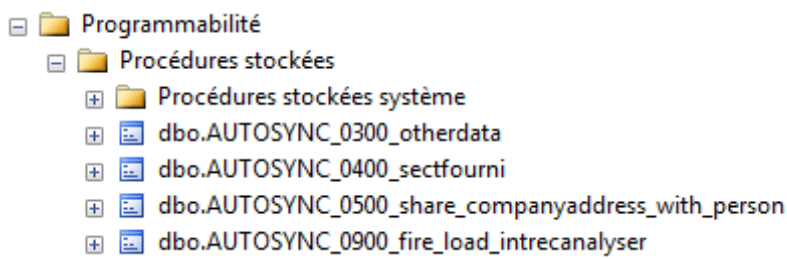 Programmabilité
Procédures stockées
Procédures stockées système
dbo.AUTOSYNC_0300_otherdata
dbo.AUTOSYNC_0400_sectfourni
dbo.AUTOSYNC_0500_share_companyaddress_with_person
dbo.AUTOSYNC_0900_fire_load_intrecanalyser